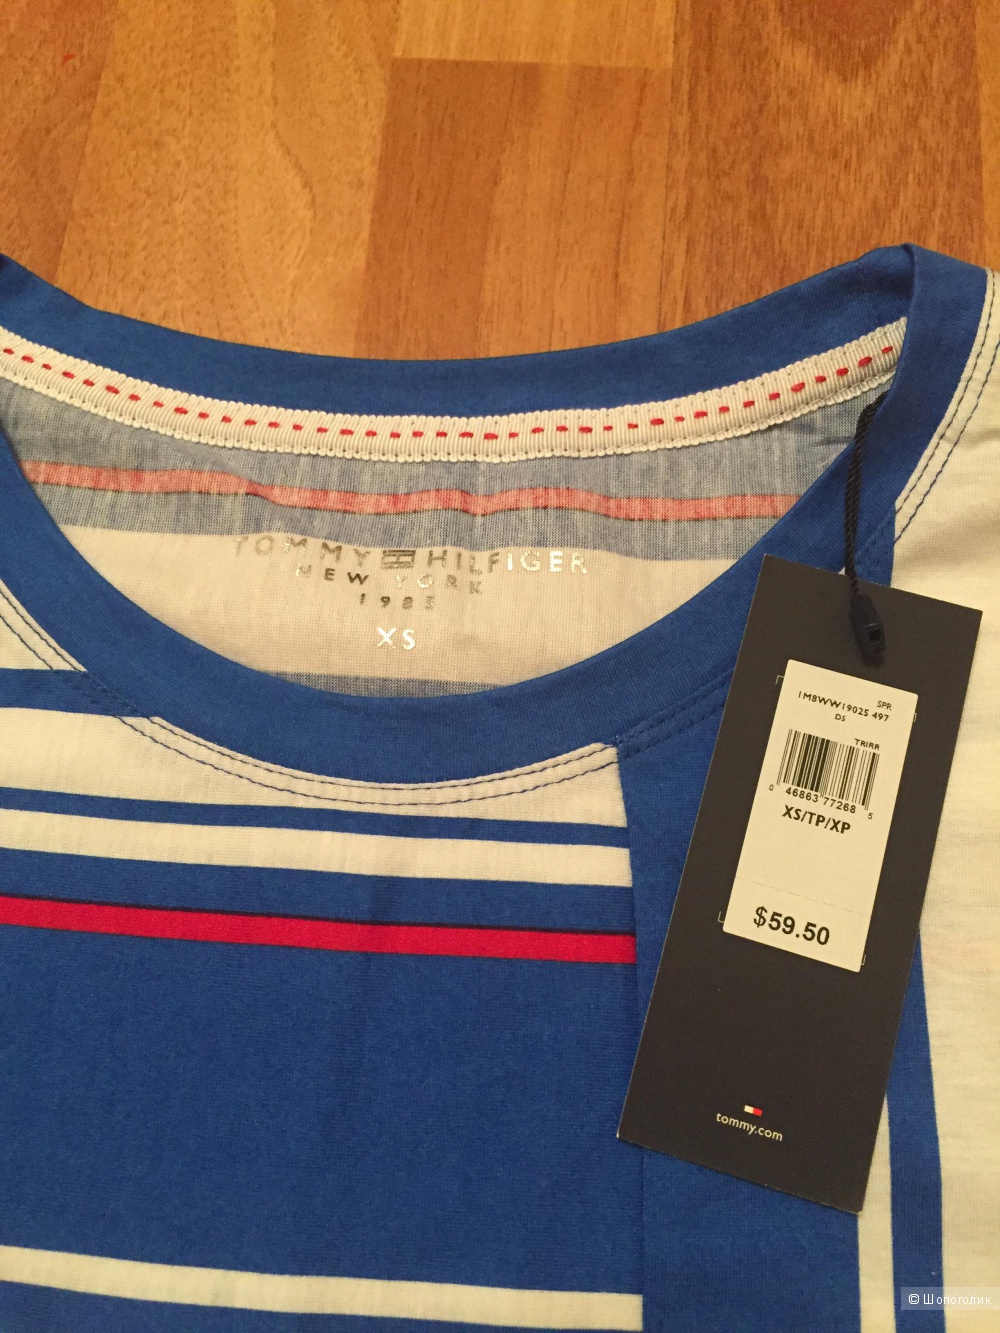 TOMMY HILFIGER
NEW YORK
1985
XS
SPR
1M8WW19025 497
DS
TRIRR
0 46863 77268 5
XS/TP/XP
$59.50
tommy.com
© Шопоголик